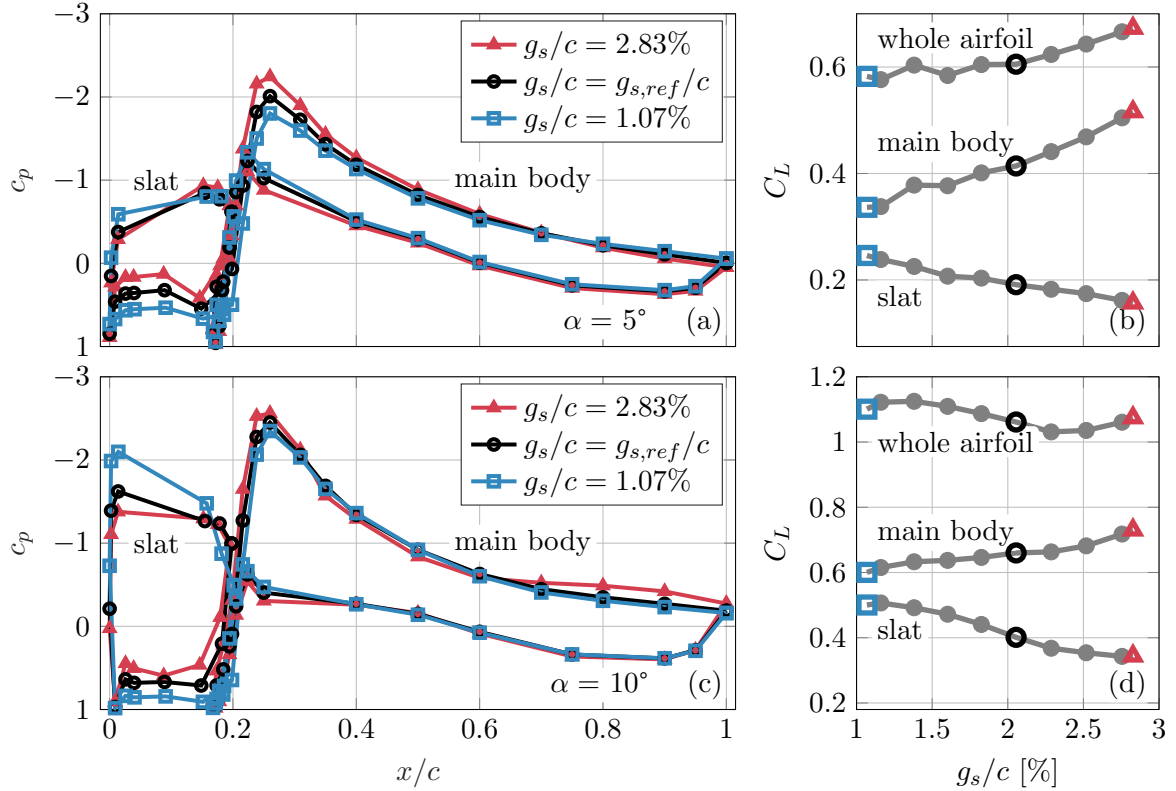 −3
−2
−1
0
1
c_p
g_s/c = 2.83%
g_s/c = g_{s,ref}/c
g_s/c = 1.07%
slat
main body
α = 5°
(a)
0.6
0.4
0.2
C_L
whole airfoil
main body
slat
(b)
−3
−2
−1
0
1
c_p
g_s/c = 2.83%
g_s/c = g_{s,ref}/c
g_s/c = 1.07%
slat
main body
α = 10°
(c)
0 0.2 0.4 0.6 0.8 1
x/c
1.2
1
0.8
0.6
0.4
0.2
C_L
whole airfoil
main body
slat
(d)
1 1.5 2 2.5 3
g_s/c [%]